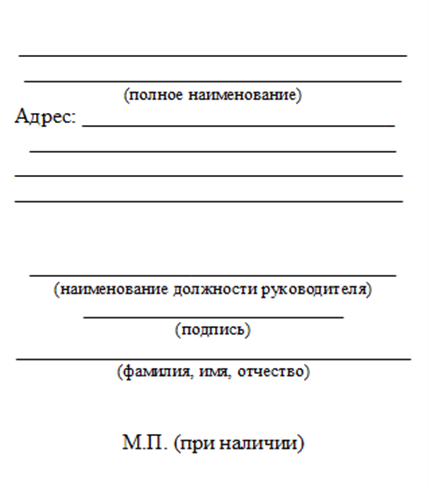 (полное наименование)
Адрес:
(наименование должности руководителя)
(подпись)
(фамилия, имя, отчество)
М.П. (при наличии)